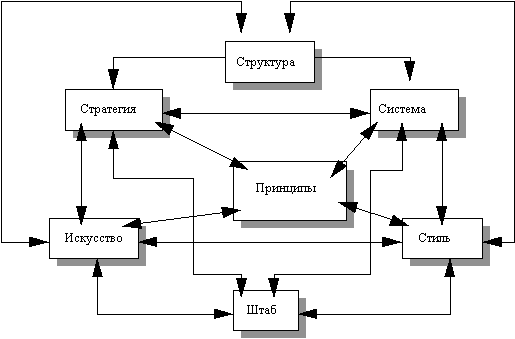 Структура
Стратегия
Система
Принципы
Искусство
Стиль
Штаб